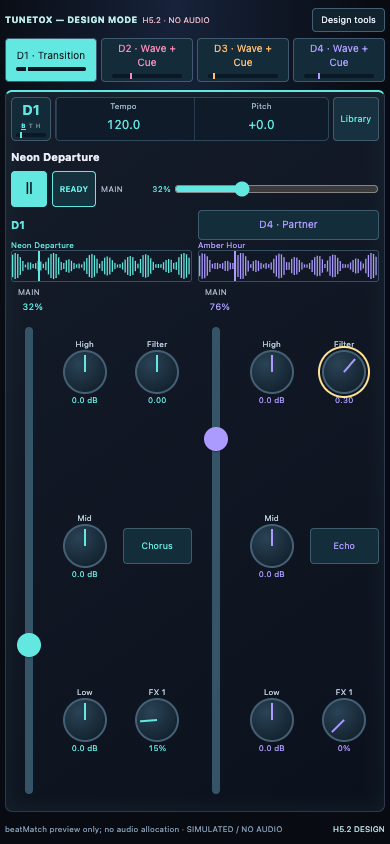 TUNETOX — DESIGN MODE H5.2 · NO AUDIO
Design tools
D1 · Transition
D2 · Wave + Cue
D3 · Wave + Cue
D4 · Wave + Cue
D1
B T H
Tempo
120.0
Pitch
+0.0
Library
Neon Departure
II
READY
MAIN
32%
D1
D4 · Partner
Neon Departure
Amber Hour
MAIN
32%
MAIN
76%
High
0.0 dB
Filter
0.00
High
0.0 dB
Filter
0.30
Mid
0.0 dB
Chorus
Mid
0.0 dB
Echo
Low
0.0 dB
FX 1
15%
Low
0.0 dB
FX 1
0%
beatMatch preview only; no audio allocation · SIMULATED / NO AUDIO
H5.2 DESIGN